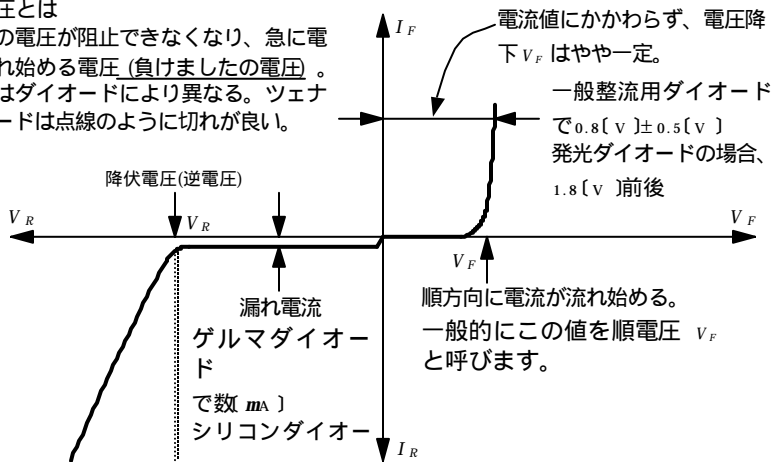 圧とは
の電圧が阻止できなくなり、急に電
れ始める電圧 (負けましたの電圧) 。
はダイオードにより異なる。ツェナ
ードは点線のように切れが良い。
I F
電流値にかかわらず、電圧降
下 V F はやや一定。
一般整流用ダイオード
で0.8〔 V 〕±0.5〔 V 〕
発光ダイオードの場合、
1.8〔 V 〕前後
降伏電圧(逆電圧)
V R
V R
V F
V F
漏れ電流
ゲルマダイオー
ド
で数〔 mA 〕
シリコンダイオー
順方向に電流が流れ始める。
一般的にこの値を順電圧 V F
と呼びます。
I R